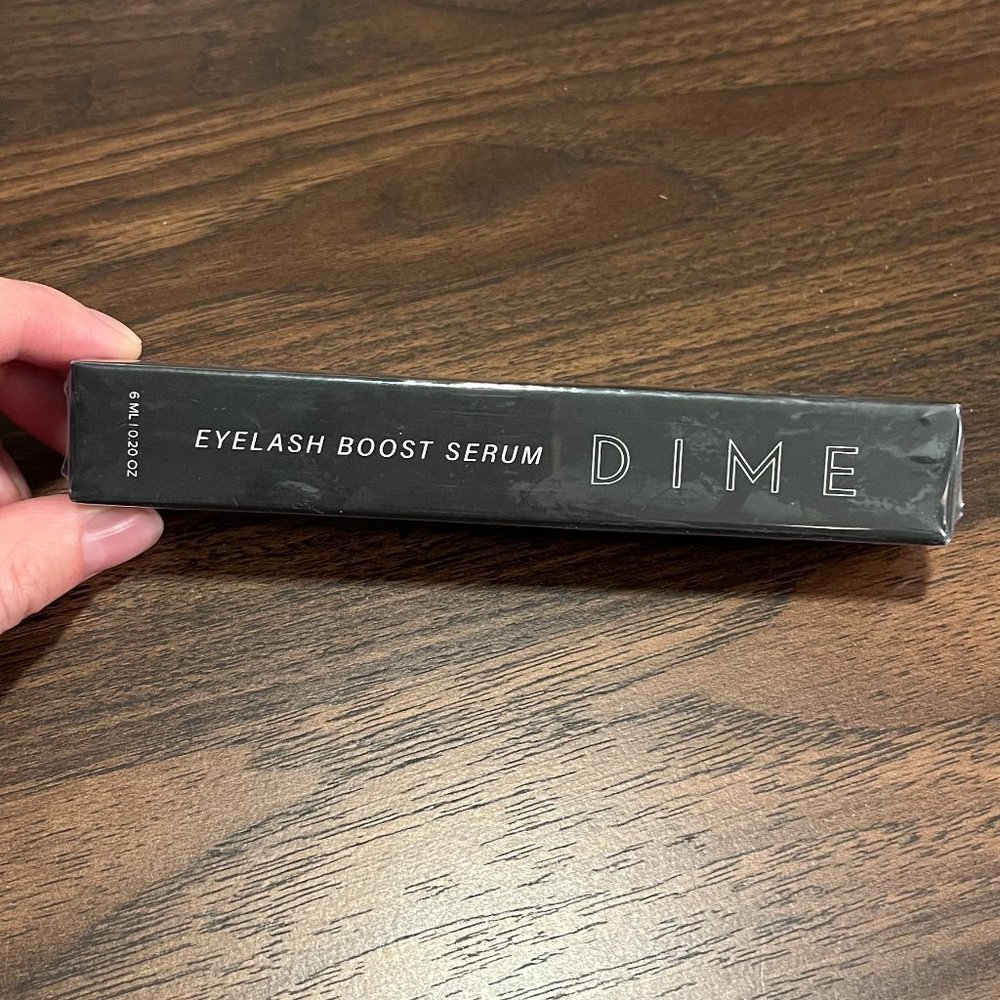 6 ML | 0.20 OZ
EYELASH BOOST SERUM
DIME